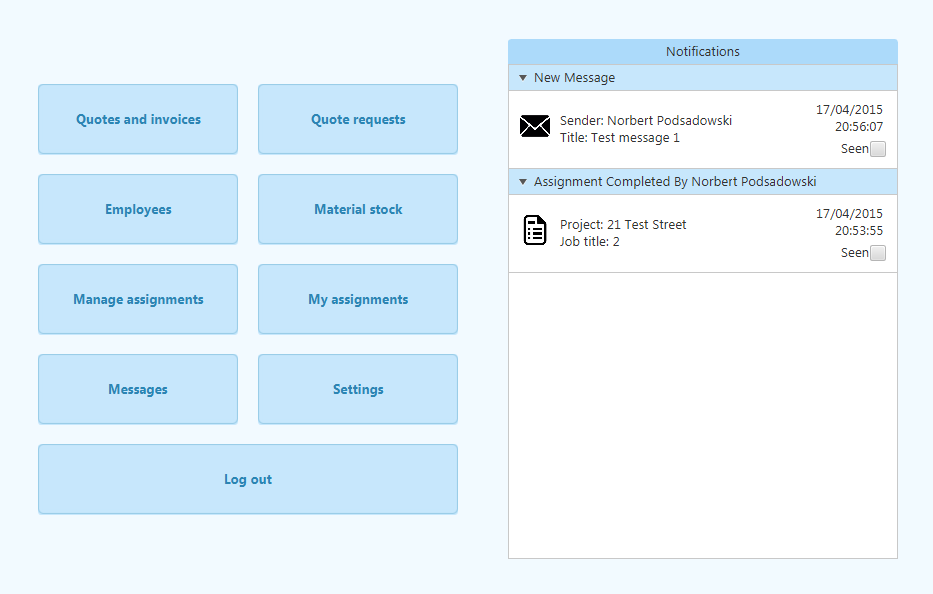 Quotes and invoices
Quote requests
Employees
Material stock
Manage assignments
My assignments
Messages
Settings
Log out
Notifications
New Message
Sender: Norbert Podsadowski
Title: Test message 1
17/04/2015
20:56:07
Seen
Assignment Completed By Norbert Podsadowski
Project: 21 Test Street
Job title: 2
17/04/2015
20:53:55
Seen